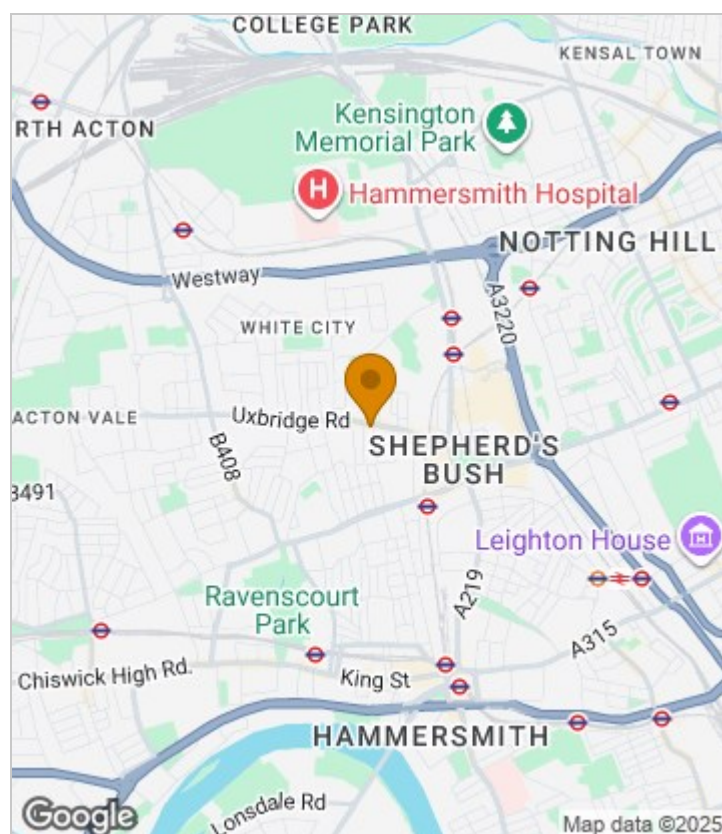 COLLEGE PARK
KENSAL TOWN
Kensington
Memorial Park
RTH ACTON
H
Hammersmith Hospital
NOTTING HILL
Westway
A3220
WHITE CITY
ACTON VALE
Uxbridge Rd
B408
SHEPHERD'S
BUSH
B491
Leighton House
A219
Ravenscourt
Park
A315
Chiswick High Rd.
King St
HAMMERSMITH
Lonsdale Rd
Google
Map data ©2025